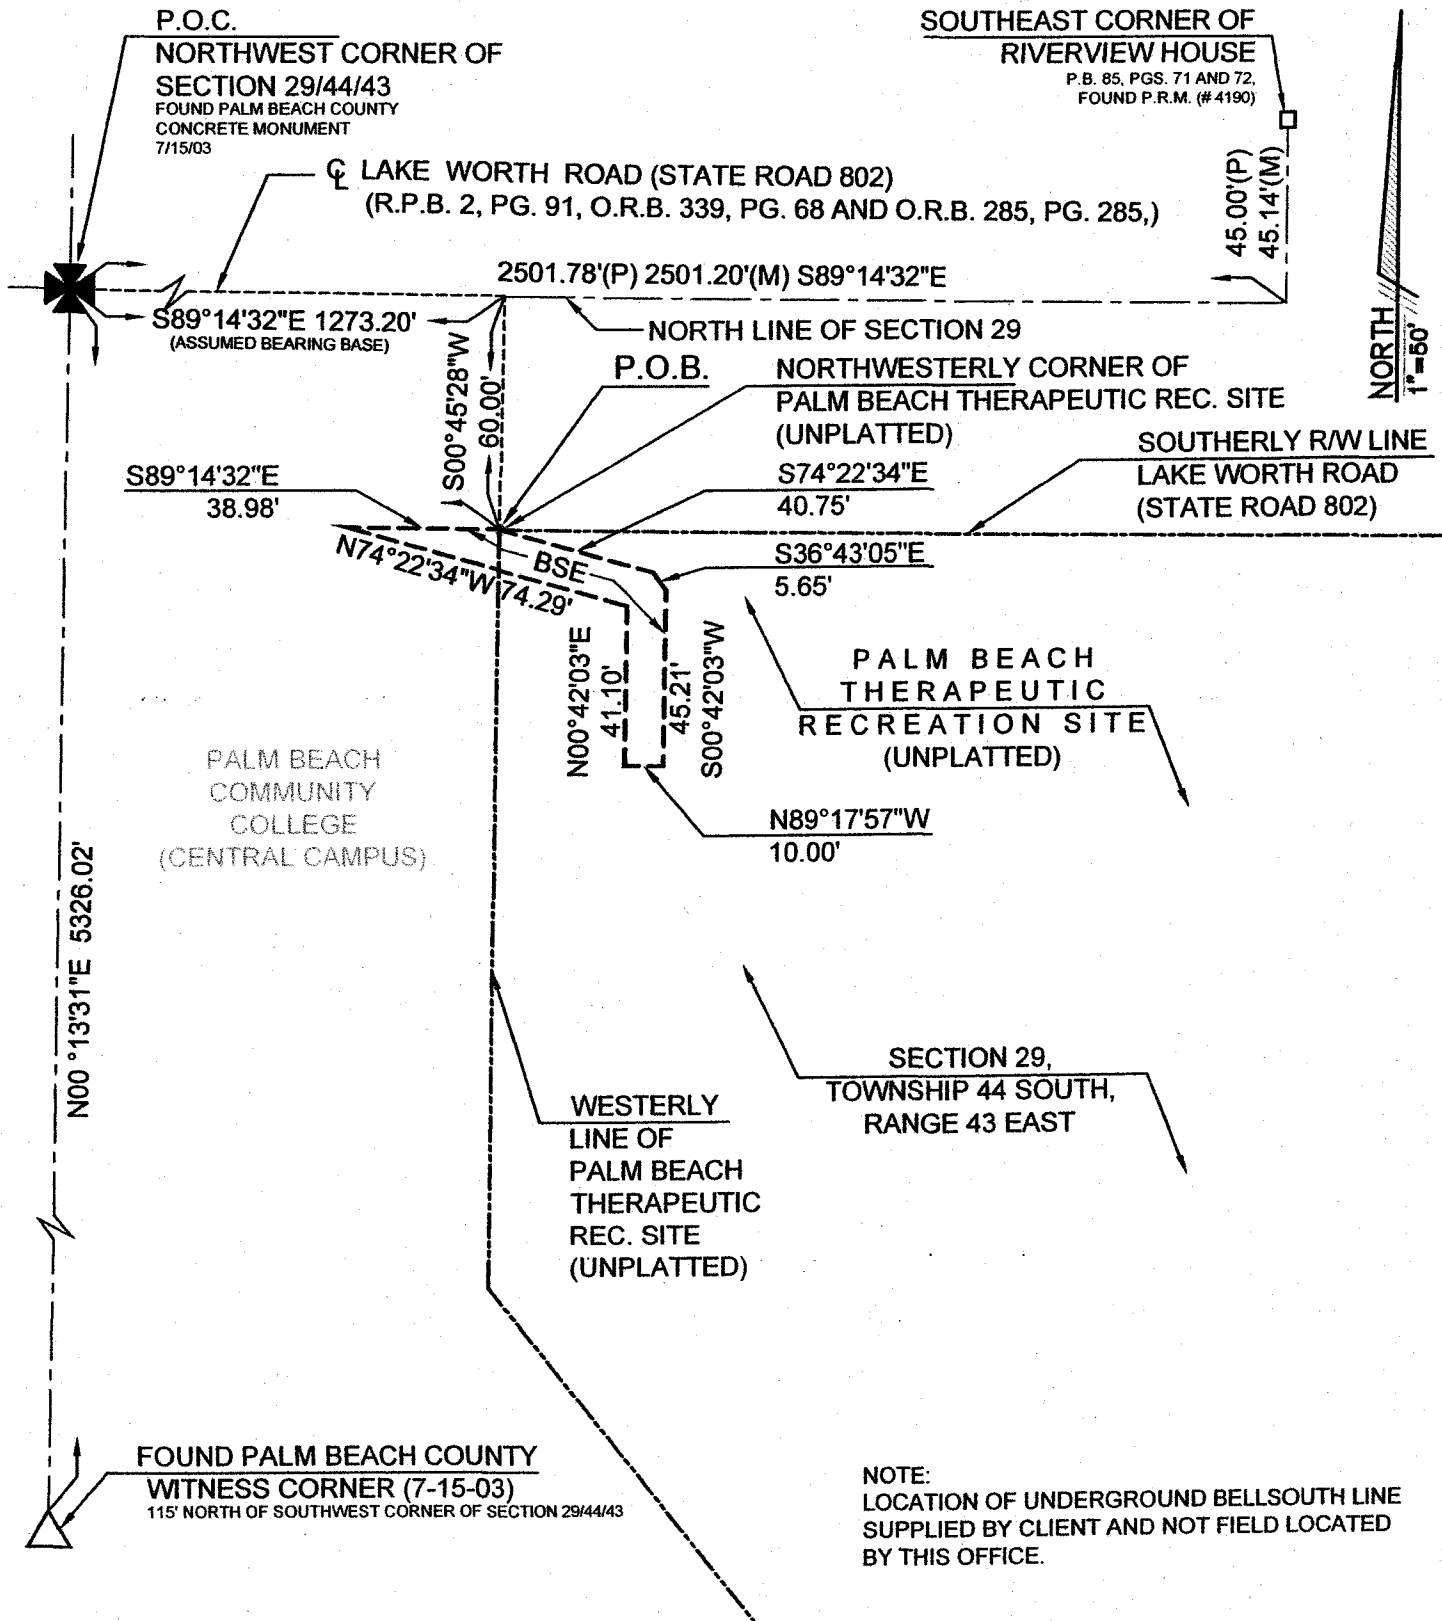 P.O.C.
NORTHWEST CORNER OF
SECTION 29/44/43
FOUND PALM BEACH COUNTY
CONCRETE MONUMENT
7/15/03
SOUTHEAST CORNER OF
RIVERVIEW HOUSE
P.B. 85, PGS. 71 AND 72,
FOUND P.R.M. (#4190)
℄ LAKE WORTH ROAD (STATE ROAD 802)
(R.P.B. 2, PG. 91, O.R.B. 339, PG. 68 AND O.R.B. 285, PG. 285,)
45.00'(P)
45.14'(M)
NORTH
1"=50'
2501.78'(P) 2501.20'(M) S89°14'32"E
S89°14'32"E 1273.20'
(ASSUMED BEARING BASE)
NORTH LINE OF SECTION 29
S00°45'28"W
60.00'
P.O.B.
NORTHWESTERLY CORNER OF
PALM BEACH THERAPEUTIC REC. SITE
(UNPLATTED)
SOUTHERLY R/W LINE
LAKE WORTH ROAD
(STATE ROAD 802)
S89°14'32"E
38.98'
S74°22'34"E
40.75'
N74°22'34"W 74.29'
BSE
S36°43'05"E
5.65'
N00°42'03"E
41.10'
45.21'
S00°42'03"W
PALM BEACH
THERAPEUTIC
RECREATION SITE
(UNPLATTED)
PALM BEACH
COMMUNITY
COLLEGE
(CENTRAL CAMPUS)
N89°17'57"W
10.00'
N00°13'31"E 5326.02'
SECTION 29,
TOWNSHIP 44 SOUTH,
RANGE 43 EAST
WESTERLY
LINE OF
PALM BEACH
THERAPEUTIC
REC. SITE
(UNPLATTED)
FOUND PALM BEACH COUNTY
WITNESS CORNER (7-15-03)
115' NORTH OF SOUTHWEST CORNER OF SECTION 29/44/43
NOTE:
LOCATION OF UNDERGROUND BELLSOUTH LINE
SUPPLIED BY CLIENT AND NOT FIELD LOCATED
BY THIS OFFICE.